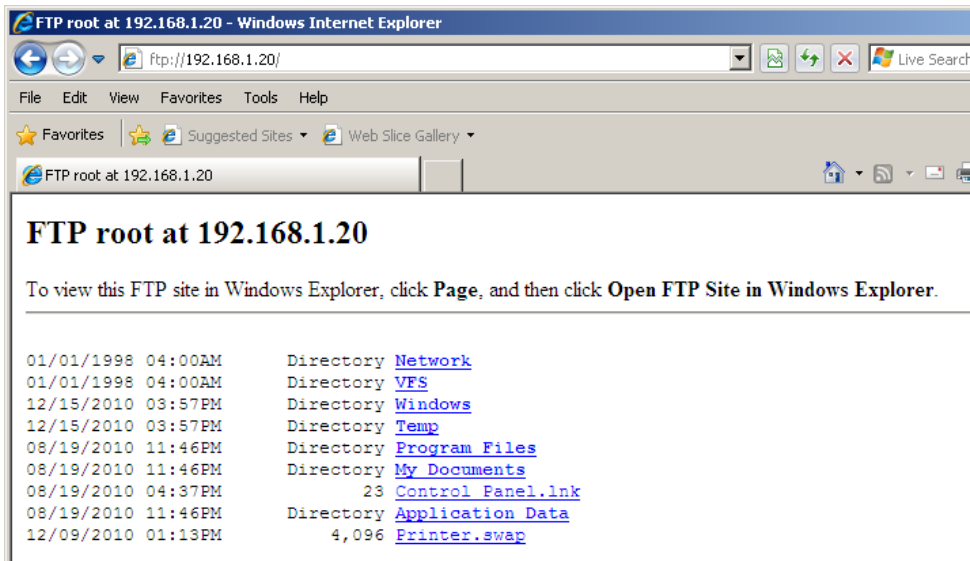 FTP root at 192.168.1.20 - Windows Internet Explorer
ftp://192.168.1.20/ Live Search
File Edit View Favorites Tools Help
Favorites Suggested Sites Web Slice Gallery
FTP root at 192.168.1.20
FTP root at 192.168.1.20
To view this FTP site in Windows Explorer, click Page, and then click Open FTP Site in Windows Explorer.
01/01/1998 04:00AM Directory Network
01/01/1998 04:00AM Directory VFS
12/15/2010 03:57PM Directory Windows
12/15/2010 03:57PM Directory Temp
08/19/2010 11:46PM Directory Program Files
08/19/2010 11:46PM Directory My Documents
08/19/2010 04:37PM 23 Control Panel.lnk
08/19/2010 11:46PM Directory Application Data
12/09/2010 01:13PM 4,096 Printer.swap